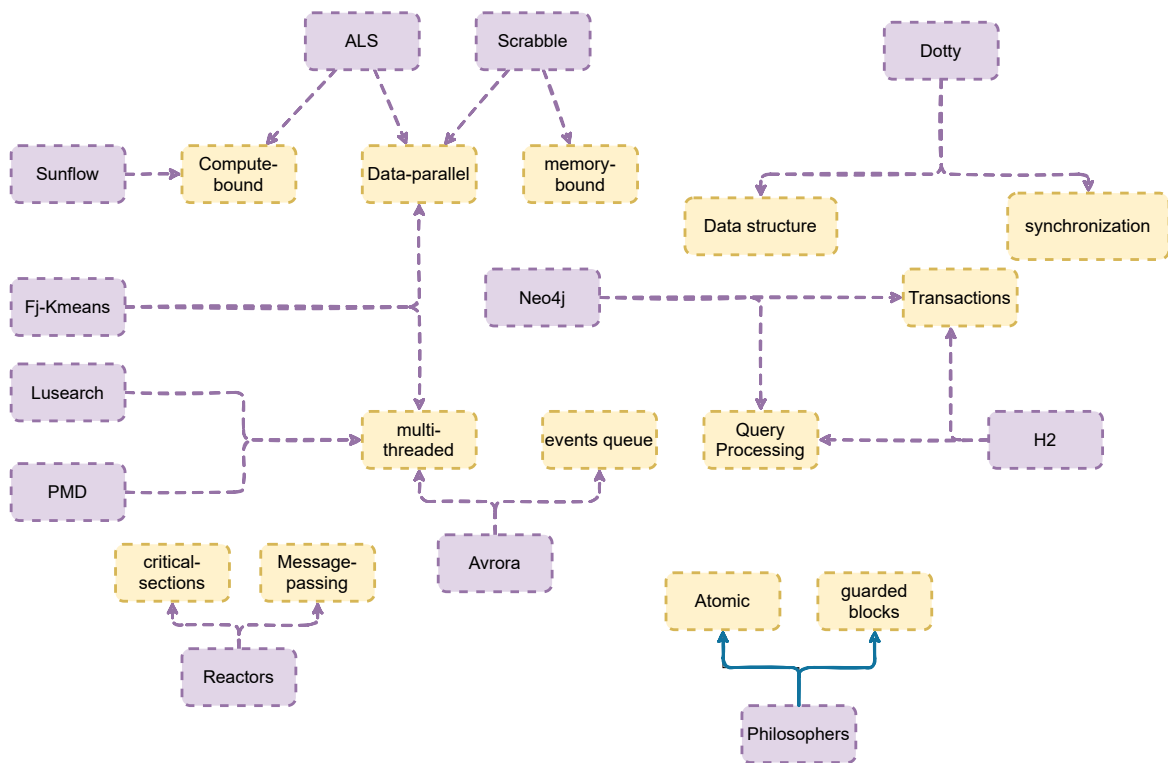 ALS
Scrabble
Dotty
Sunflow
Compute-
bound
Data-parallel
memory-
bound
Data structure
synchronization
Fj-Kmeans
Neo4j
Transactions
Lusearch
multi-
threaded
events queue
Query
Processing
H2
PMD
critical-
sections
Message-
passing
Avrora
Atomic
guarded
blocks
Reactors
Philosophers